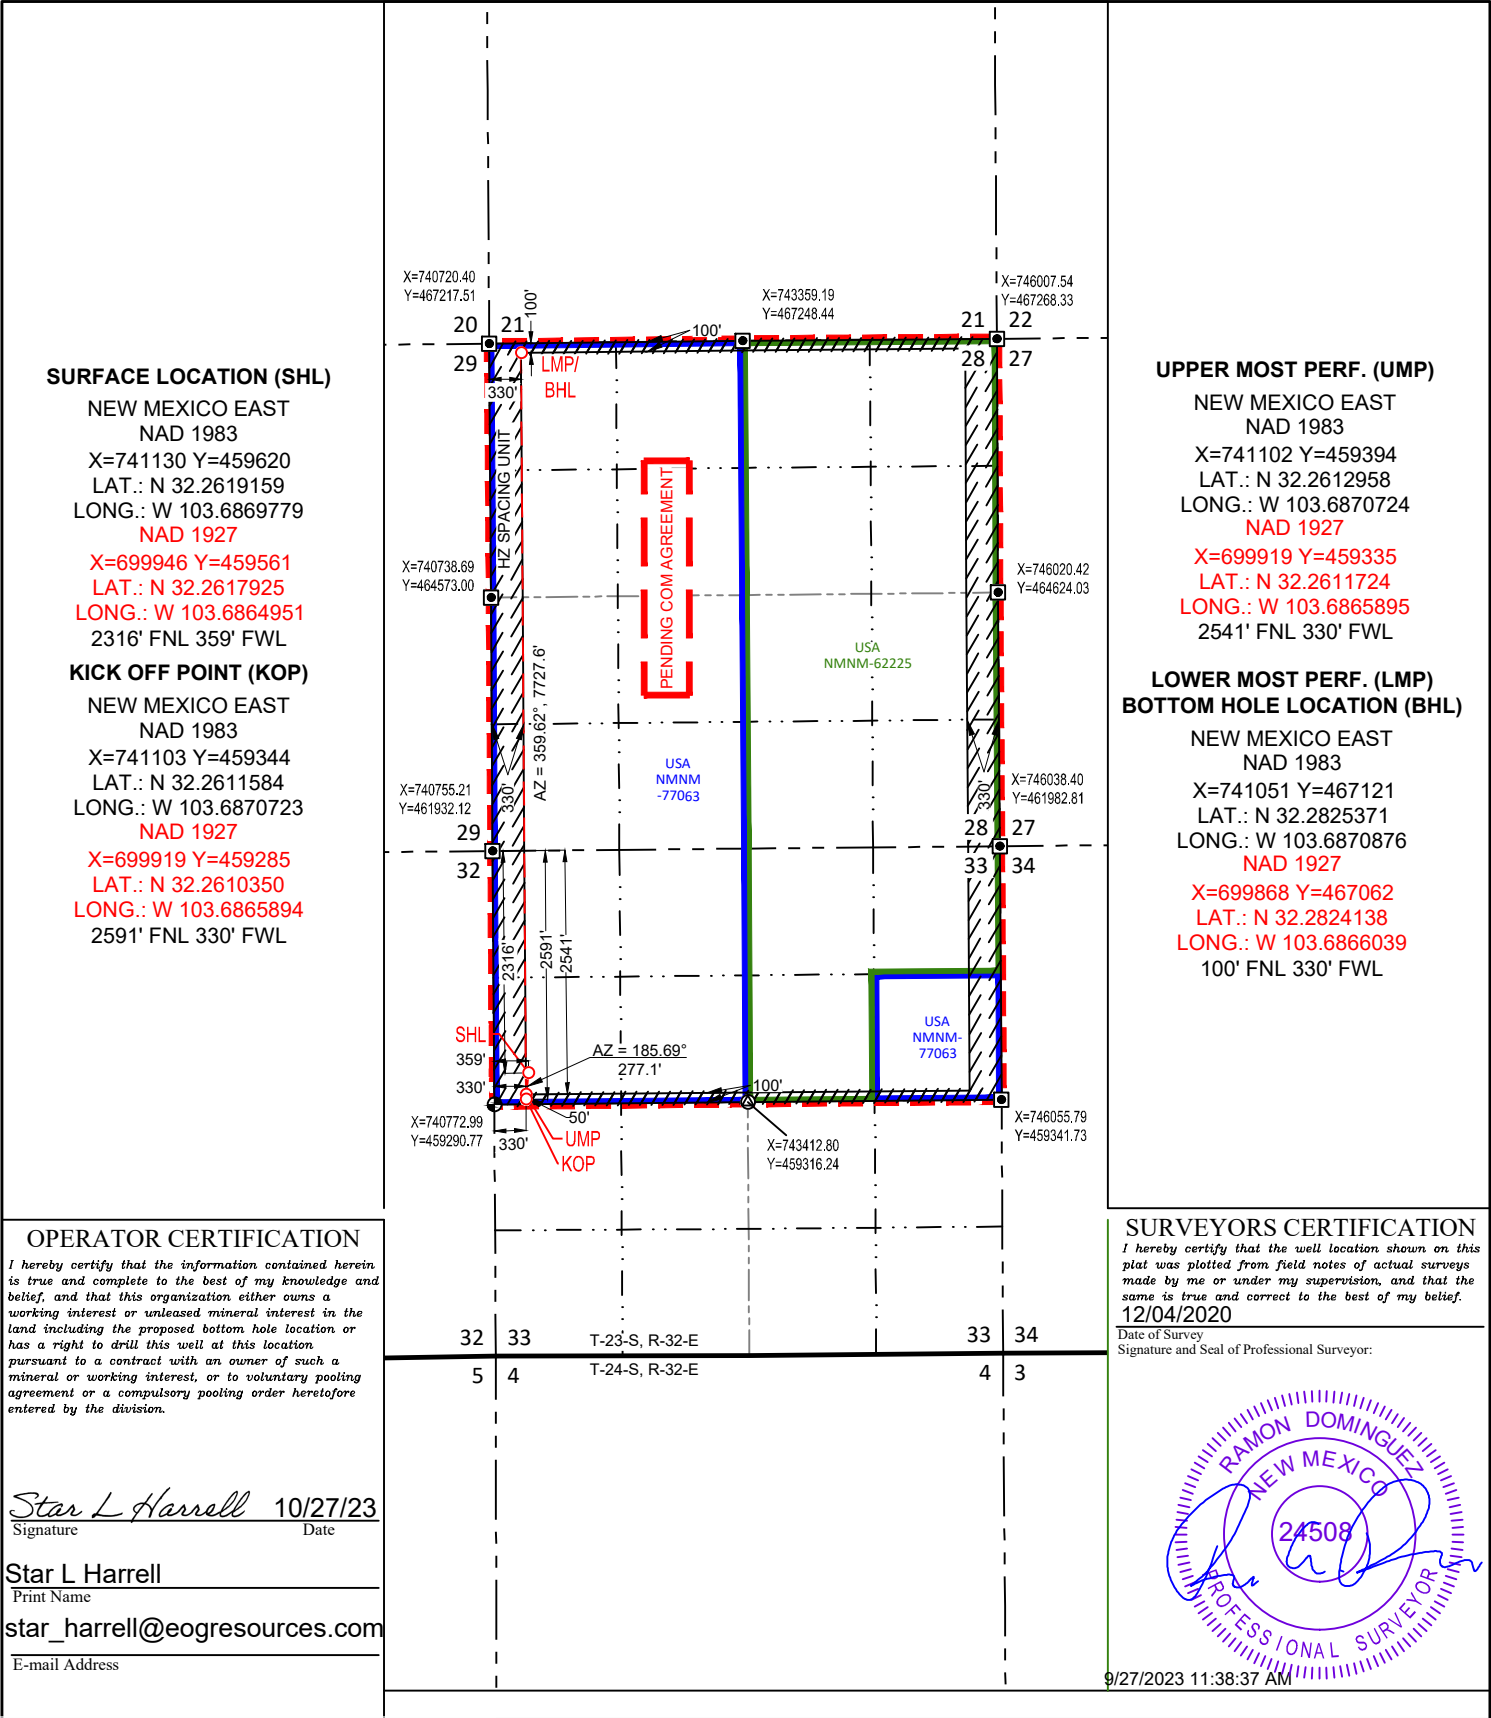 SURFACE LOCATION (SHL)
NEW MEXICO EAST
NAD 1983
X=741130 Y=459620
LAT.: N 32.2619159
LONG.: W 103.6869779
NAD 1927
X=699946 Y=459561
LAT.: N 32.2617925
LONG.: W 103.6864951
2316' FNL 359' FWL
KICK OFF POINT (KOP)
NEW MEXICO EAST
NAD 1983
X=741103 Y=459344
LAT.: N 32.2611584
LONG.: W 103.6870723
NAD 1927
X=699919 Y=459285
LAT.: N 32.2610350
LONG.: W 103.6865894
2591' FNL 330' FWL
X=740720.40
Y=467217.51
100'
X=743359.19
Y=467248.44
X=746007.54
Y=467268.33
20 21
21 22
100'
29
28 27
LMP/
BHL
330'
HZ SPACING UNIT
PENDING COM AGREEMENT
X=740738.69
Y=464573.00
X=746020.42
Y=464624.03
AZ = 359.62°, 7727.6'
USA
NMNM-62225
USA
NMNM
-77063
330'
330'
X=740755.21
Y=461932.12
X=746038.40
Y=461982.81
29
28 27
32
33 34
2316'
2591'
2541'
SHL
359'
330'
AZ = 185.69°
277.1'
USA
NMNM-
77063
100'
50'
330'
UMP
KOP
X=740772.99
Y=459290.77
X=743412.80
Y=459316.24
X=746055.79
Y=459341.73
32 33
T-23-S, R-32-E
33 34
5 4
T-24-S, R-32-E
4 3
UPPER MOST PERF. (UMP)
NEW MEXICO EAST
NAD 1983
X=741102 Y=459394
LAT.: N 32.2612958
LONG.: W 103.6870724
NAD 1927
X=699919 Y=459335
LAT.: N 32.2611724
LONG.: W 103.6865895
2541' FNL 330' FWL
LOWER MOST PERF. (LMP)
BOTTOM HOLE LOCATION (BHL)
NEW MEXICO EAST
NAD 1983
X=741051 Y=467121
LAT.: N 32.2825371
LONG.: W 103.6870876
NAD 1927
X=699868 Y=467062
LAT.: N 32.2824138
LONG.: W 103.6866039
100' FNL 330' FWL
OPERATOR CERTIFICATION
I hereby certify that the information contained herein
is true and complete to the best of my knowledge and
belief, and that this organization either owns a
working interest or unleased mineral interest in the
land including the proposed bottom hole location or
has a right to drill this well at this location
pursuant to a contract with an owner of such a
mineral or working interest, or to voluntary pooling
agreement or a compulsory pooling order heretofore
entered by the division.
Star L Harrell 10/27/23
Signature Date
Star L Harrell
Print Name
star_harrell@eogresources.com
E-mail Address
SURVEYORS CERTIFICATION
I hereby certify that the well location shown on this
plat was plotted from field notes of actual surveys
made by me or under my supervision, and that the
same is true and correct to the best of my belief.
12/04/2020
Date of Survey
Signature and Seal of Professional Surveyor:
RAMON DOMINGUEZ
NEW MEXICO
24508
PROFESSIONAL SURVEYOR
9/27/2023 11:38:37 AM